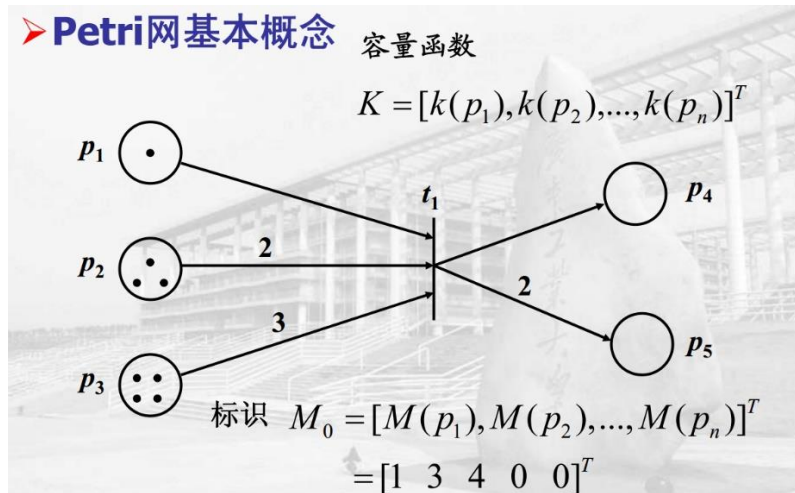 ➢Petri网基本概念 容量函数
K = [k(p₁), k(p₂),..., k(pₙ)]ᵀ
p₁
t₁
p₄
p₂ 2
2
3
p₅
p₃
标识 M₀ = [M(p₁), M(p₂),..., M(pₙ)]ᵀ
= [1 3 4 0 0]ᵀ